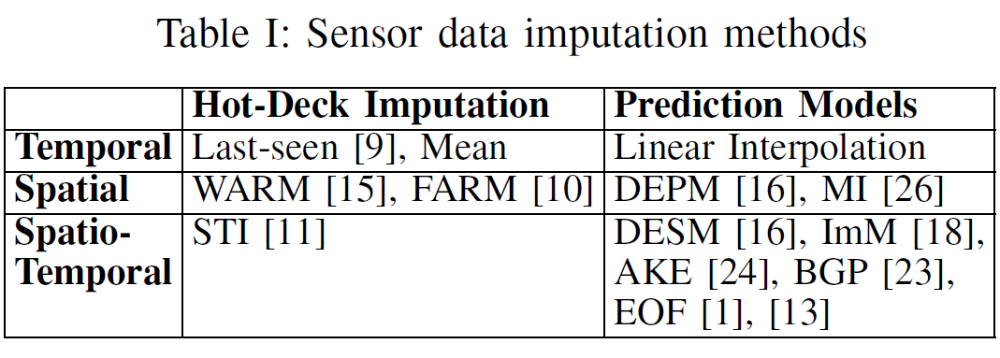 Table I: Sensor data imputation methods
Hot-Deck Imputation Prediction Models
Temporal Last-seen [9], Mean Linear Interpolation
Spatial WARM [15], FARM [10] DEPM [16], MI [26]
Spatio- STI [11] DESM [16], ImM [18],
Temporal AKE [24], BGP [23],
EOF [1], [13]